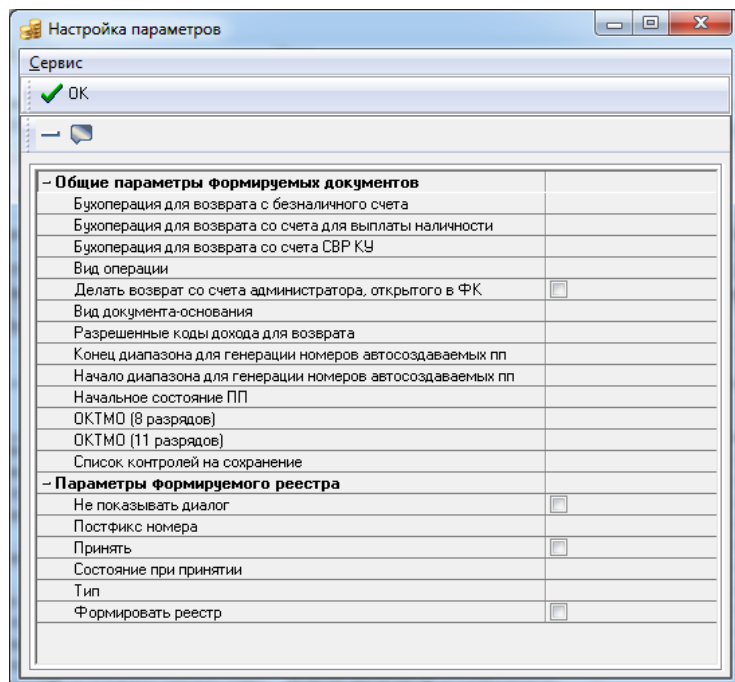 Настройка параметров
Сервис
OK
Общие параметры формируемых документов
Бухоперация для возврата с безналичного счета
Бухоперация для возврата со счета для выплаты наличности
Бухоперация для возврата со счета СВР КУ
Вид операции
Делать возврат со счета администратора, открытого в ФК
Вид документа-основания
Разрешенные коды дохода для возврата
Конец диапазона для генерации номеров автосоздаваемых пп
Начало диапазона для генерации номеров автосоздаваемых пп
Начальное состояние ПП
ОКТМО (8 разрядов)
ОКТМО (11 разрядов)
Список контролей на сохранение
Параметры формируемого реестра
Не показывать диалог
Постфикс номера
Принять
Состояние при принятии
Тип
Формировать реестр